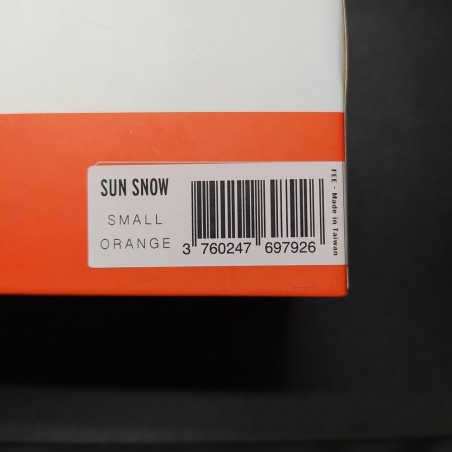 SUN SNOW
SMALL
ORANGE
3 760247 697926
FEE - Made in Taiwan